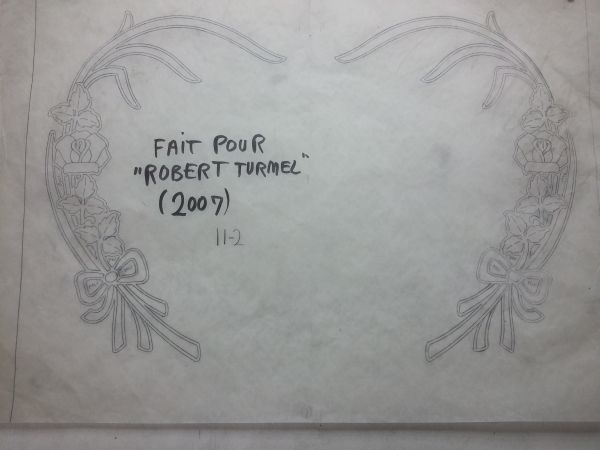 FAiT POUR
"ROBERT TURMEL"
(2007)
11-2